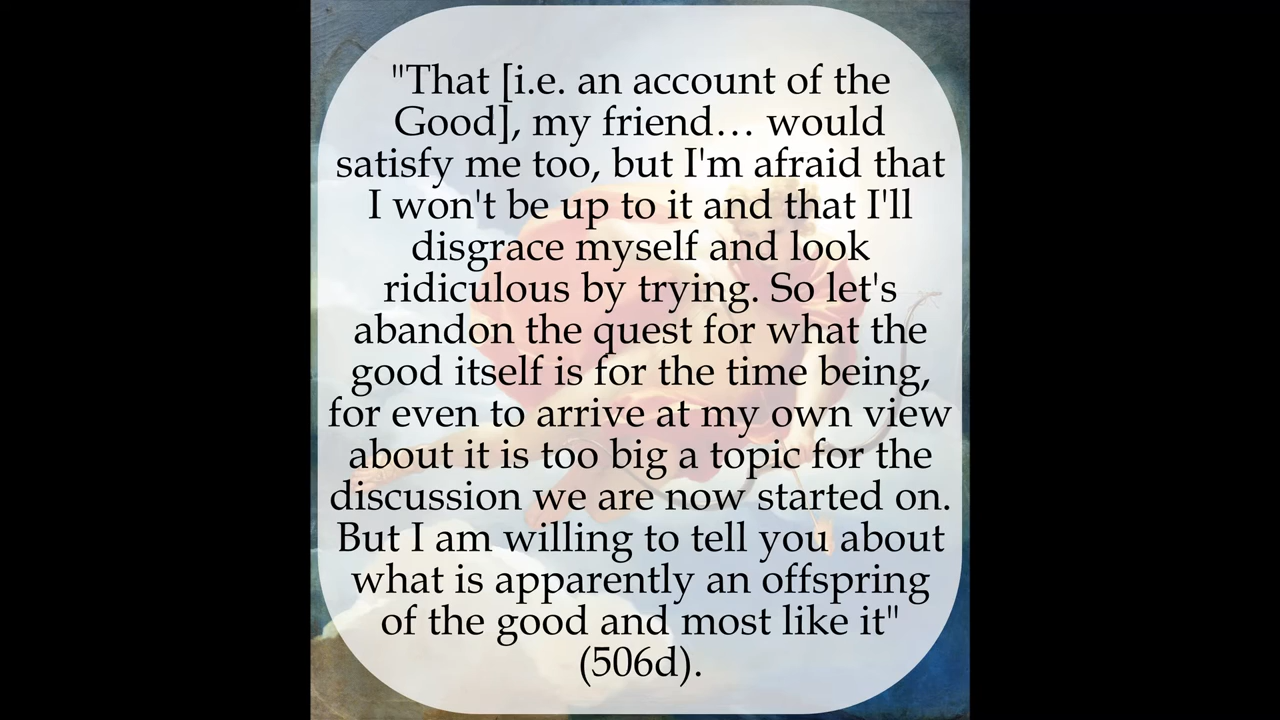 "That [i.e. an account of the
Good], my friend… would
satisfy me too, but I'm afraid that
I won't be up to it and that I'll
disgrace myself and look
ridiculous by trying. So let's
abandon the quest for what the
good itself is for the time being,
for even to arrive at my own view
about it is too big a topic for the
discussion we are now started on.
But I am willing to tell you about
what is apparently an offspring
of the good and most like it"
(506d).